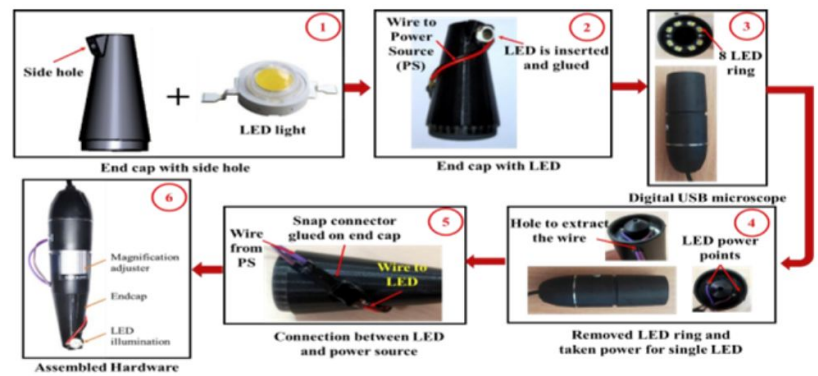 1
Side hole
LED light
End cap with side hole
2
Wire to
Power
Source
(PS)
LED is inserted
and glued
End cap with LED
3
8 LED
ring
Digital USB microscope
4
Hole to extract
the wire
LED power
points
Removed LED ring and
taken power for single LED
5
Snap connector
glued on end cap
Wire
from
PS
Wire to
LED
Connection between LED
and power source
6
Magnification
adjuster
Endcap
LED
illumination
Assembled Hardware